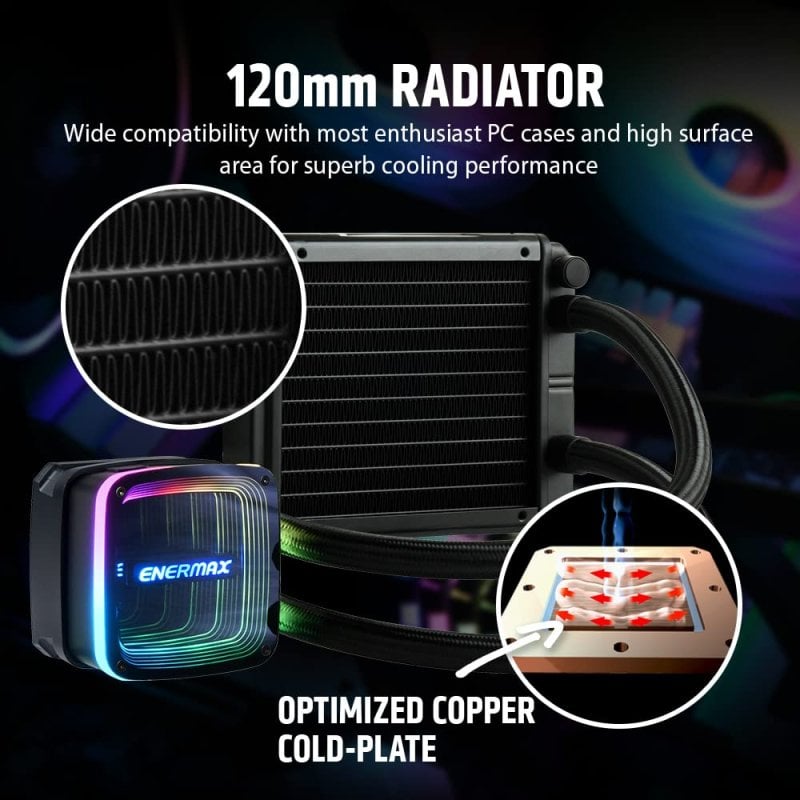 120mm RADIATOR
Wide compatibility with most enthusiast PC cases and high surface
area for superb cooling performance
ENERMAX
OPTIMIZED COPPER
COLD-PLATE